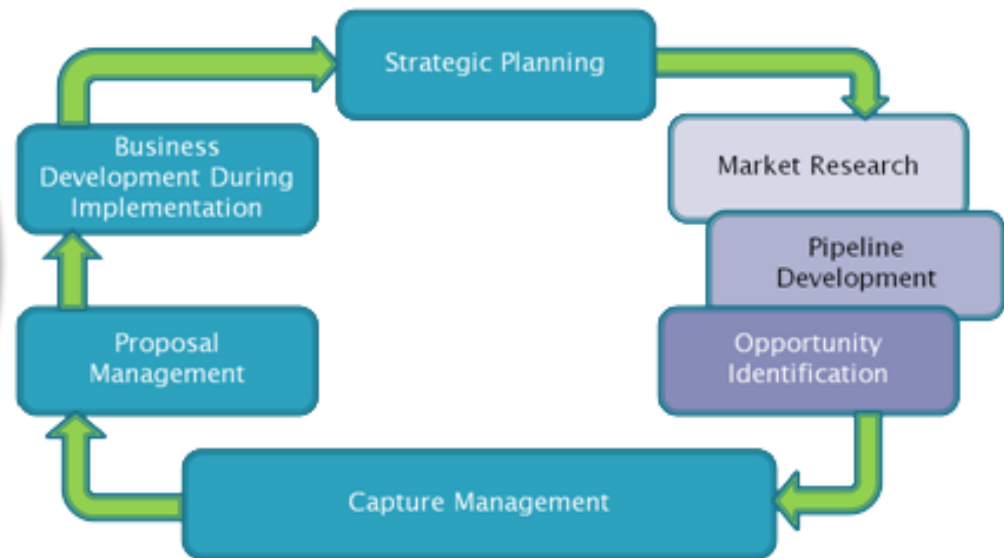 Strategic Planning
Market Research
Pipeline
Development
Opportunity
Identification
Capture Management
Proposal
Management
Business
Development During
Implementation